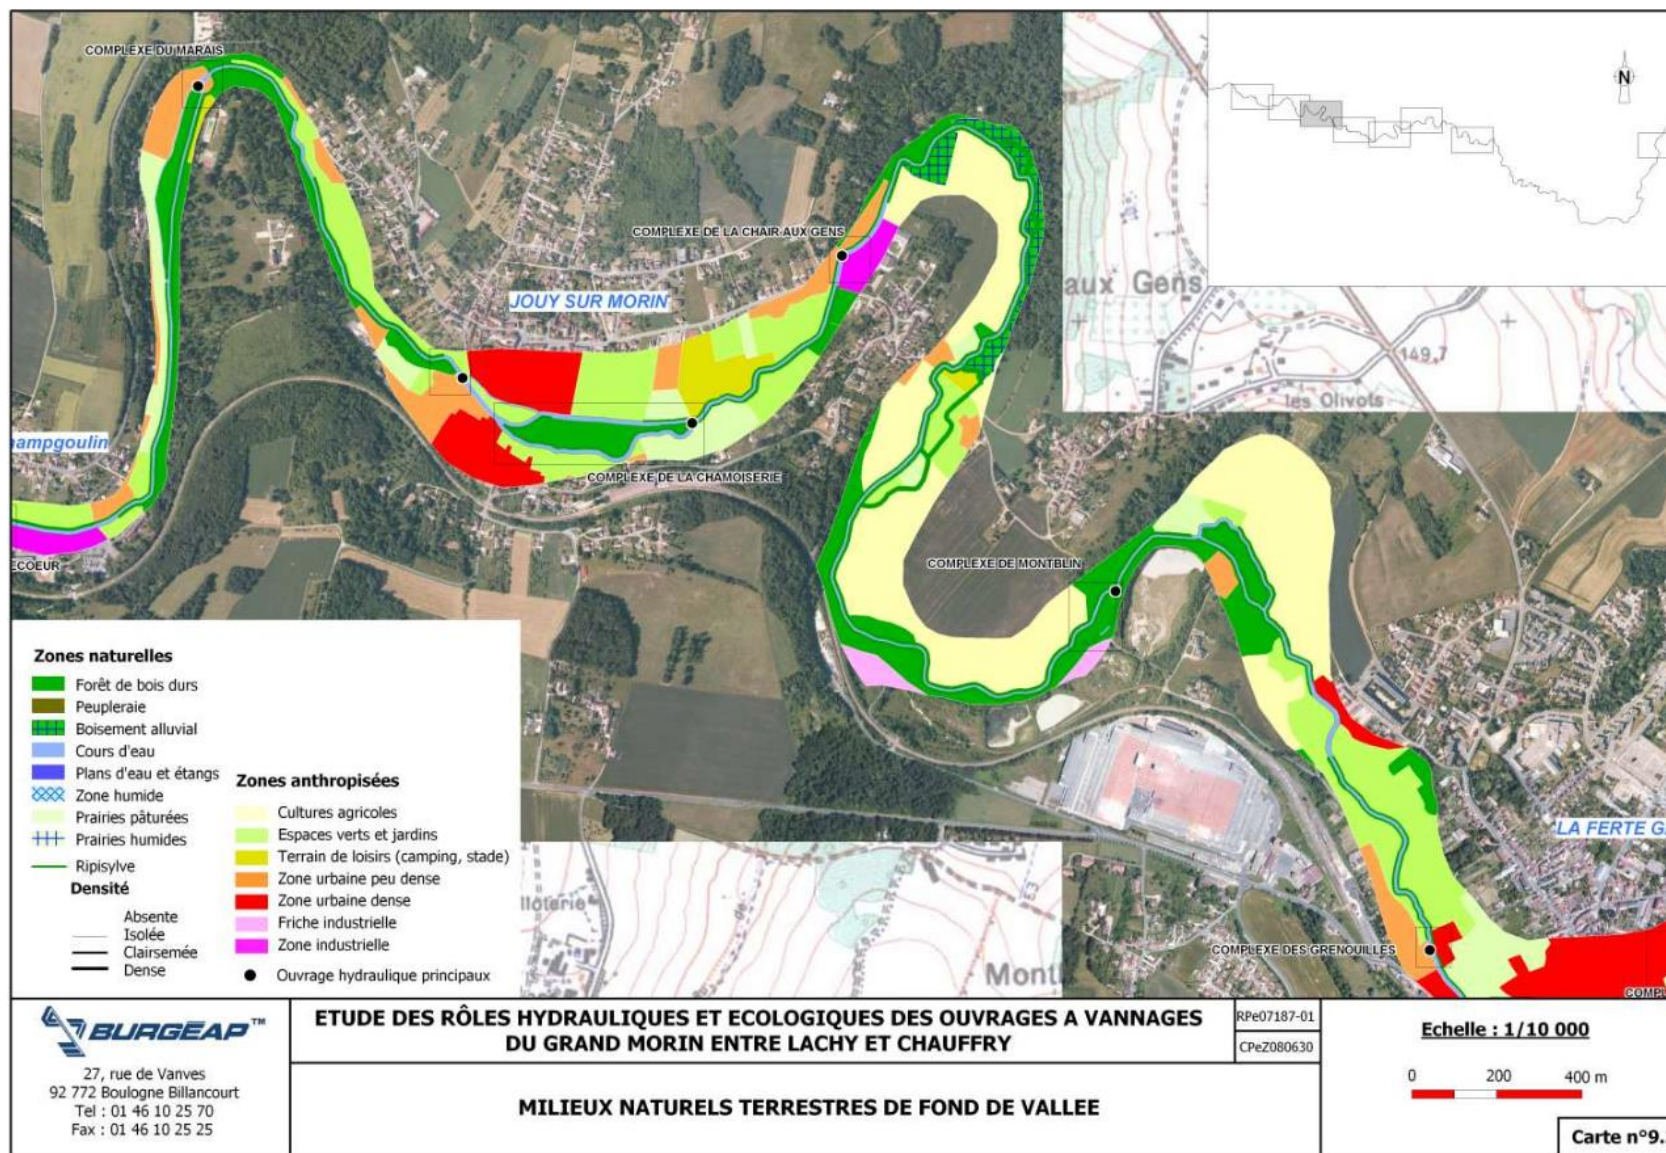 COMPLEXE DU MARAIS
N
COMPLEXE DE LA CHAIR AUX GENS
JOUY SUR MORIN
aux Gens
149,7
les Olivots
ampgoulin
COMPLEXE DE LA CHAMOISERIE
ECOEUR
COMPLEXE DE MONTBLIN
LA FERTE G
COMPLEXE DES GRENOUILLES
COMPL
lloterie
Mont
Zones naturelles
Forêt de bois durs
Peupleraie
Boisement alluvial
Cours d'eau
Plans d'eau et étangs
Zone humide
Prairies pâturées
Prairies humides
Ripisylve
Densité
Absente
Isolée
Clairsemée
Dense
Zones anthropisées
Cultures agricoles
Espaces verts et jardins
Terrain de loisirs (camping, stade)
Zone urbaine peu dense
Zone urbaine dense
Friche industrielle
Zone industrielle
Ouvrage hydraulique principaux
BURGÉAP™
27, rue de Vanves
92 772 Boulogne Billancourt
Tel : 01 46 10 25 70
Fax : 01 46 10 25 25
ETUDE DES RÔLES HYDRAULIQUES ET ECOLOGIQUES DES OUVRAGES A VANNAGES
DU GRAND MORIN ENTRE LACHY ET CHAUFFRY
RPe07187-01
CPeZ080630
MILIEUX NATURELS TERRESTRES DE FOND DE VALLEE
Echelle : 1/10 000
0 200 400 m
Carte n°9.